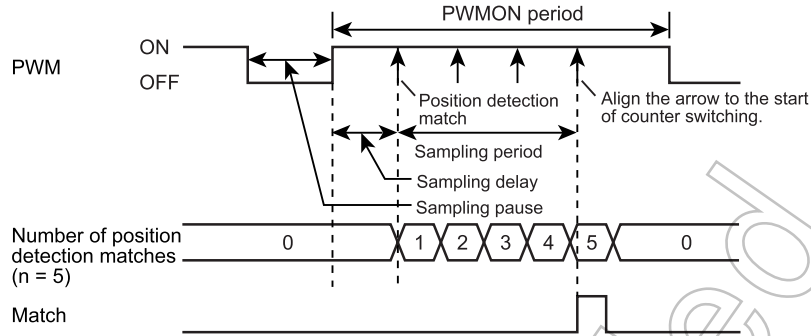 PWMON period
ON
PWM
OFF
Position detection
match
Align the arrow to the start
of counter switching.
Sampling period
Sampling delay
Sampling pause
Number of position
detection matches
(n = 5)
0 1 2 3 4 5 0
Match